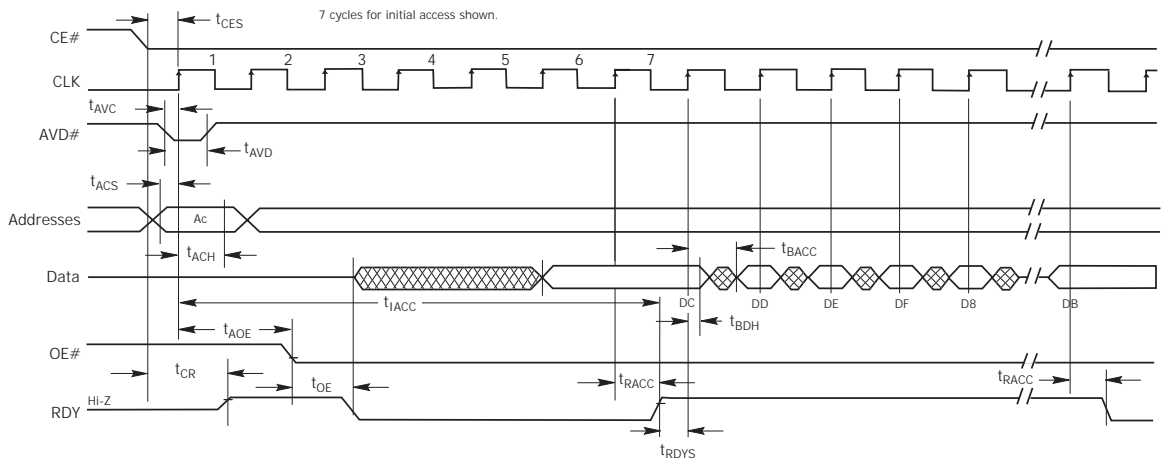 7 cycles for initial access shown.
tCES
CE#
1 2 3 4 5 6 7
CLK
tAVC
AVD#
tAVD
tACS
Addresses
Ac
tACH
tBACC
Data
tIACC
DC DD DE DF D8 DB
tBDH
tAOE
OE#
tCR
tOE
tRACC
tRACC
Hi-Z
RDY
tRDYS